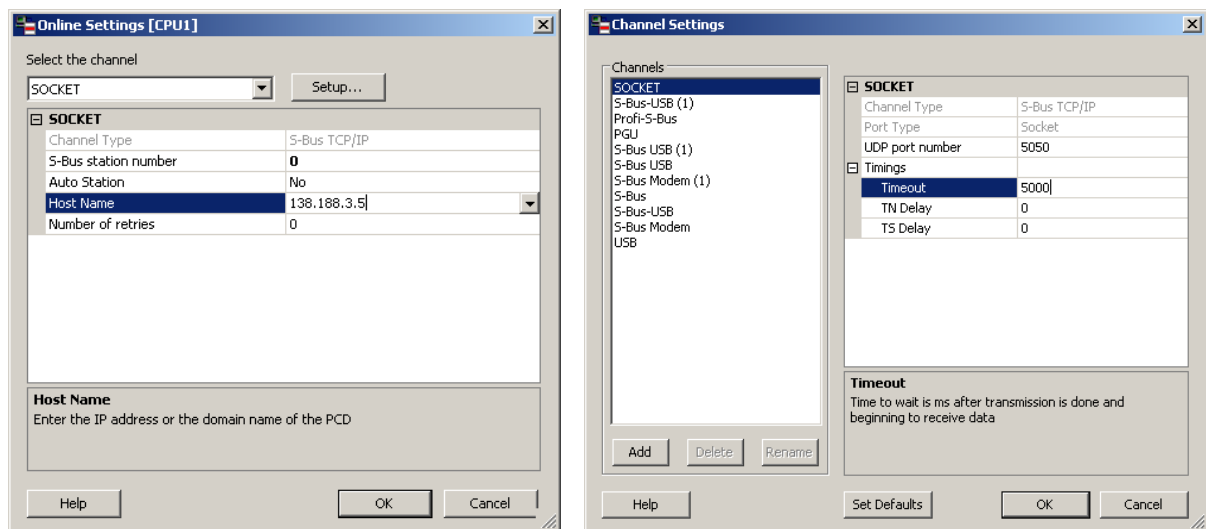 Online Settings [CPU1]
Select the channel
SOCKET
Setup...
SOCKET
Channel Type S-Bus TCP/IP
S-Bus station number 0
Auto Station No
Host Name 138.188.3.5
Number of retries 0
Host Name
Enter the IP address or the domain name of the PCD
Help OK Cancel
Channel Settings
Channels
SOCKET
S-Bus-USB (1)
Profi-S-Bus
PGU
S-Bus USB (1)
S-Bus USB
S-Bus Modem (1)
S-Bus
S-Bus-USB
S-Bus Modem
USB
Add Delete Rename
SOCKET
Channel Type S-Bus TCP/IP
Port Type Socket
UDP port number 5050
Timings
Timeout 5000
TN Delay 0
TS Delay 0
Timeout
Time to wait is ms after transmission is done and
beginning to receive data
Help Set Defaults OK Cancel